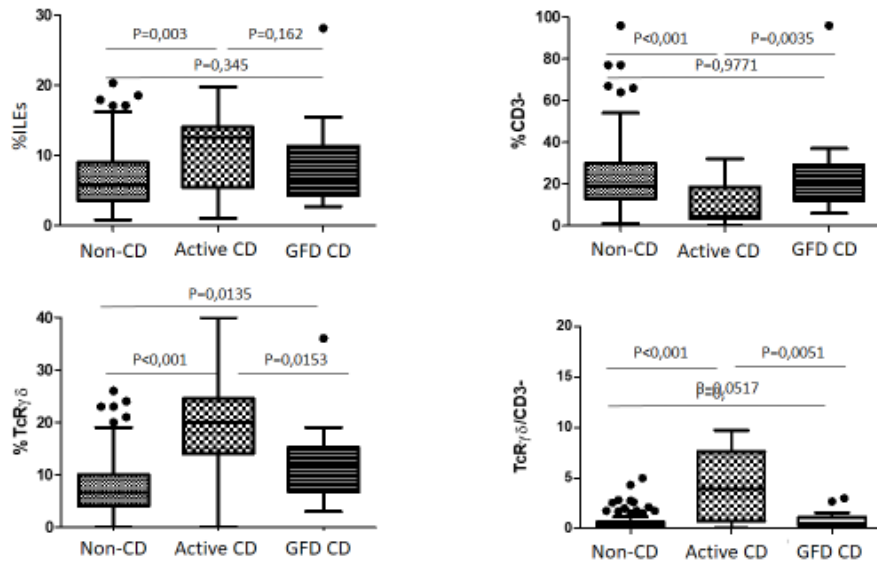 30
P=0,003
P=0,162
P=0,345
20
%ILEs
10
0
Non-CD
Active CD
GFD CD
100
P<0,001
P=0,0035
80
P=0,9771
60
%CD3-
40
20
0
Non-CD
Active CD
GFD CD
P=0,0135
40
P<0,001
P=0,0153
30
% TcRγδ
20
10
0
Non-CD
Active CD
GFD CD
20
P<0,001
P=0,0051
15
TcRγδ/CD3-
10
5
0
Non-CD
Active CD
GFD CD